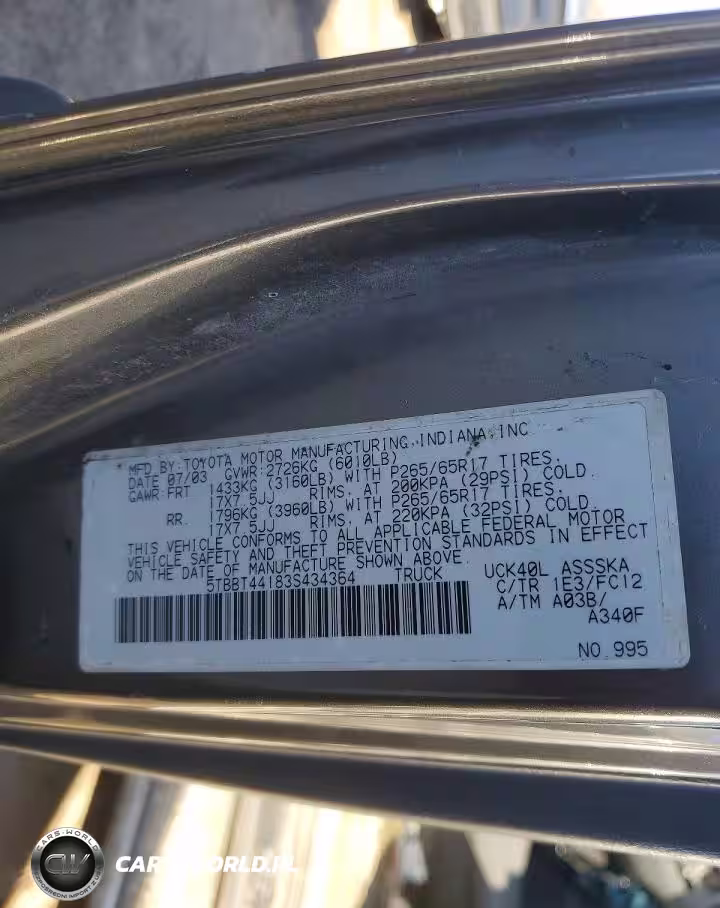 MFD BY: TOYOTA MOTOR MANUFACTURING, INDIANA, INC
DATE 07/03 GVWR: 2726KG (6010LB)
GAWR: FRT 1433KG (3160LB) WITH P265/65R17 TIRES.
17X7.5JJ RIMS, AT 200KPA (29PSI) COLD.
RR. 1796KG (3960LB) WITH P265/65R17 TIRES.
17X7.5JJ RIMS, AT 220KPA (32PSI) COLD.
THIS VEHICLE CONFORMS TO ALL APPLICABLE FEDERAL MOTOR
VEHICLE SAFETY AND THEFT PREVENTION STANDARDS IN EFFECT
ON THE DATE OF MANUFACTURE SHOWN ABOVE.
5TBBT44183S434364 TRUCK
UCK40L ASSSKA
C/TR 1E3/FC12
A/TM A03B/
A340F
NO.995
CARS-WORLD
CW
CARS-WORLD.PL